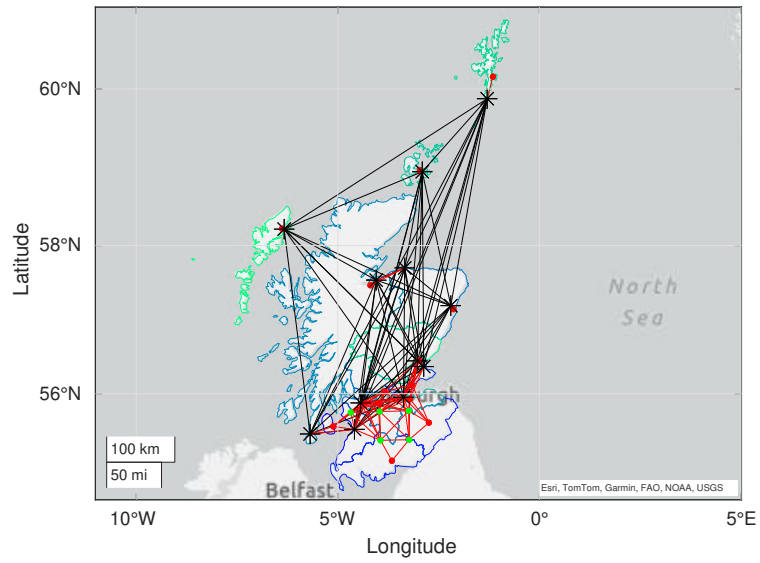 60°N
58°N
56°N
Latitude
North
Sea
urgh
100 km
50 mi
Belfast
Esri, TomTom, Garmin, FAO, NOAA, USGS
10°W
5°W
0°
5°E
Longitude